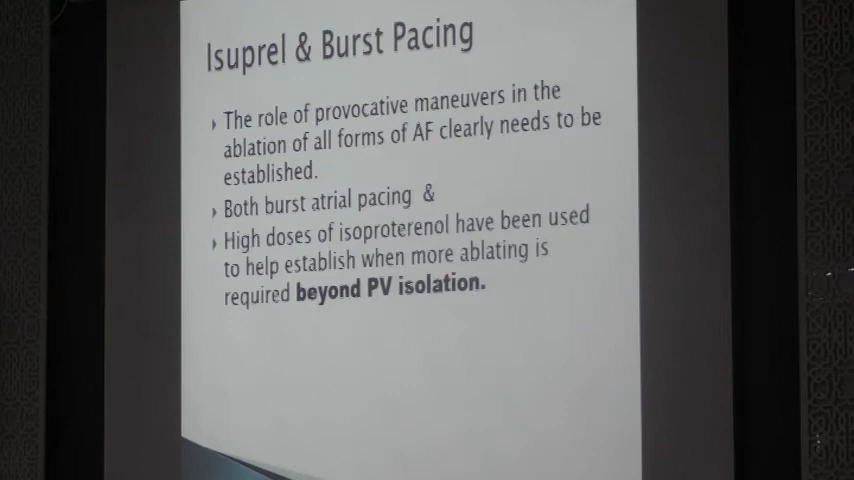 Isuprel & Burst Pacing
The role of provocative maneuvers in the
ablation of all forms of AF clearly needs to be
established.
Both burst atrial pacing &
High doses of isoproterenol have been used
to help establish when more ablating is
required beyond PV isolation.